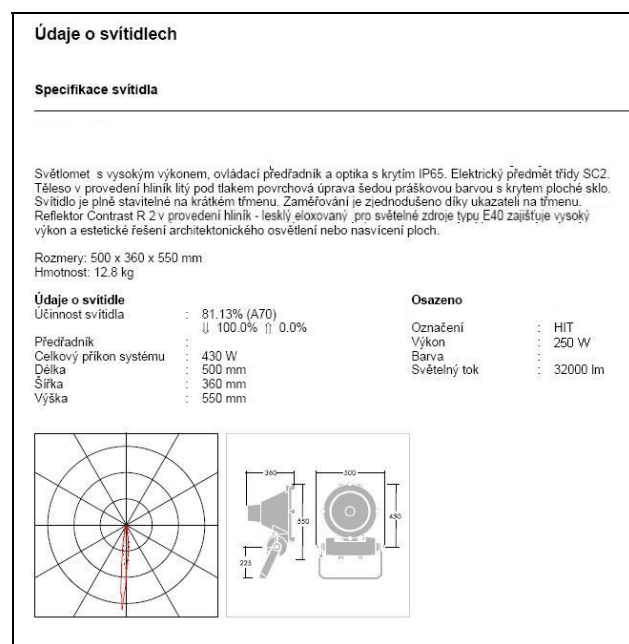 Údaje o svítidlech
Specifikace svítidla
Světlomet s vysokým výkonem, ovládací předřadník a optika s krytím IP65. Elektrický předmět třídy SC2.
Těleso v provedení hliník litý pod tlakem povrchová úprava šedou práškovou barvou s krytem ploché sklo.
Svítidlo je plně stavitelné na krátkém třmenu. Zaměřování je zjednodušeno díky ukazateli na třmenu.
Reflektor Contrast R 2 v provedení hliník - lesklý eloxovaný pro světelné zdroje typu E40 zajišťuje vysoký
výkon a estetické řešení architektonického osvětlení nebo nasvícení ploch.
Rozmery: 500 x 360 x 550 mm
Hmotnost: 12.8 kg
Údaje o svítidle
Účinnost svítidla : 81.13% (A70)
⇓ 100.0% ⇑ 0.0%
Předřadník :
Celkový příkon systému : 430 W
Délka : 500 mm
Šířka : 360 mm
Výška : 550 mm
Osazeno
Označení : HIT
Výkon : 250 W
Barva :
Světelný tok : 32000 lm
360
500
550
450
225